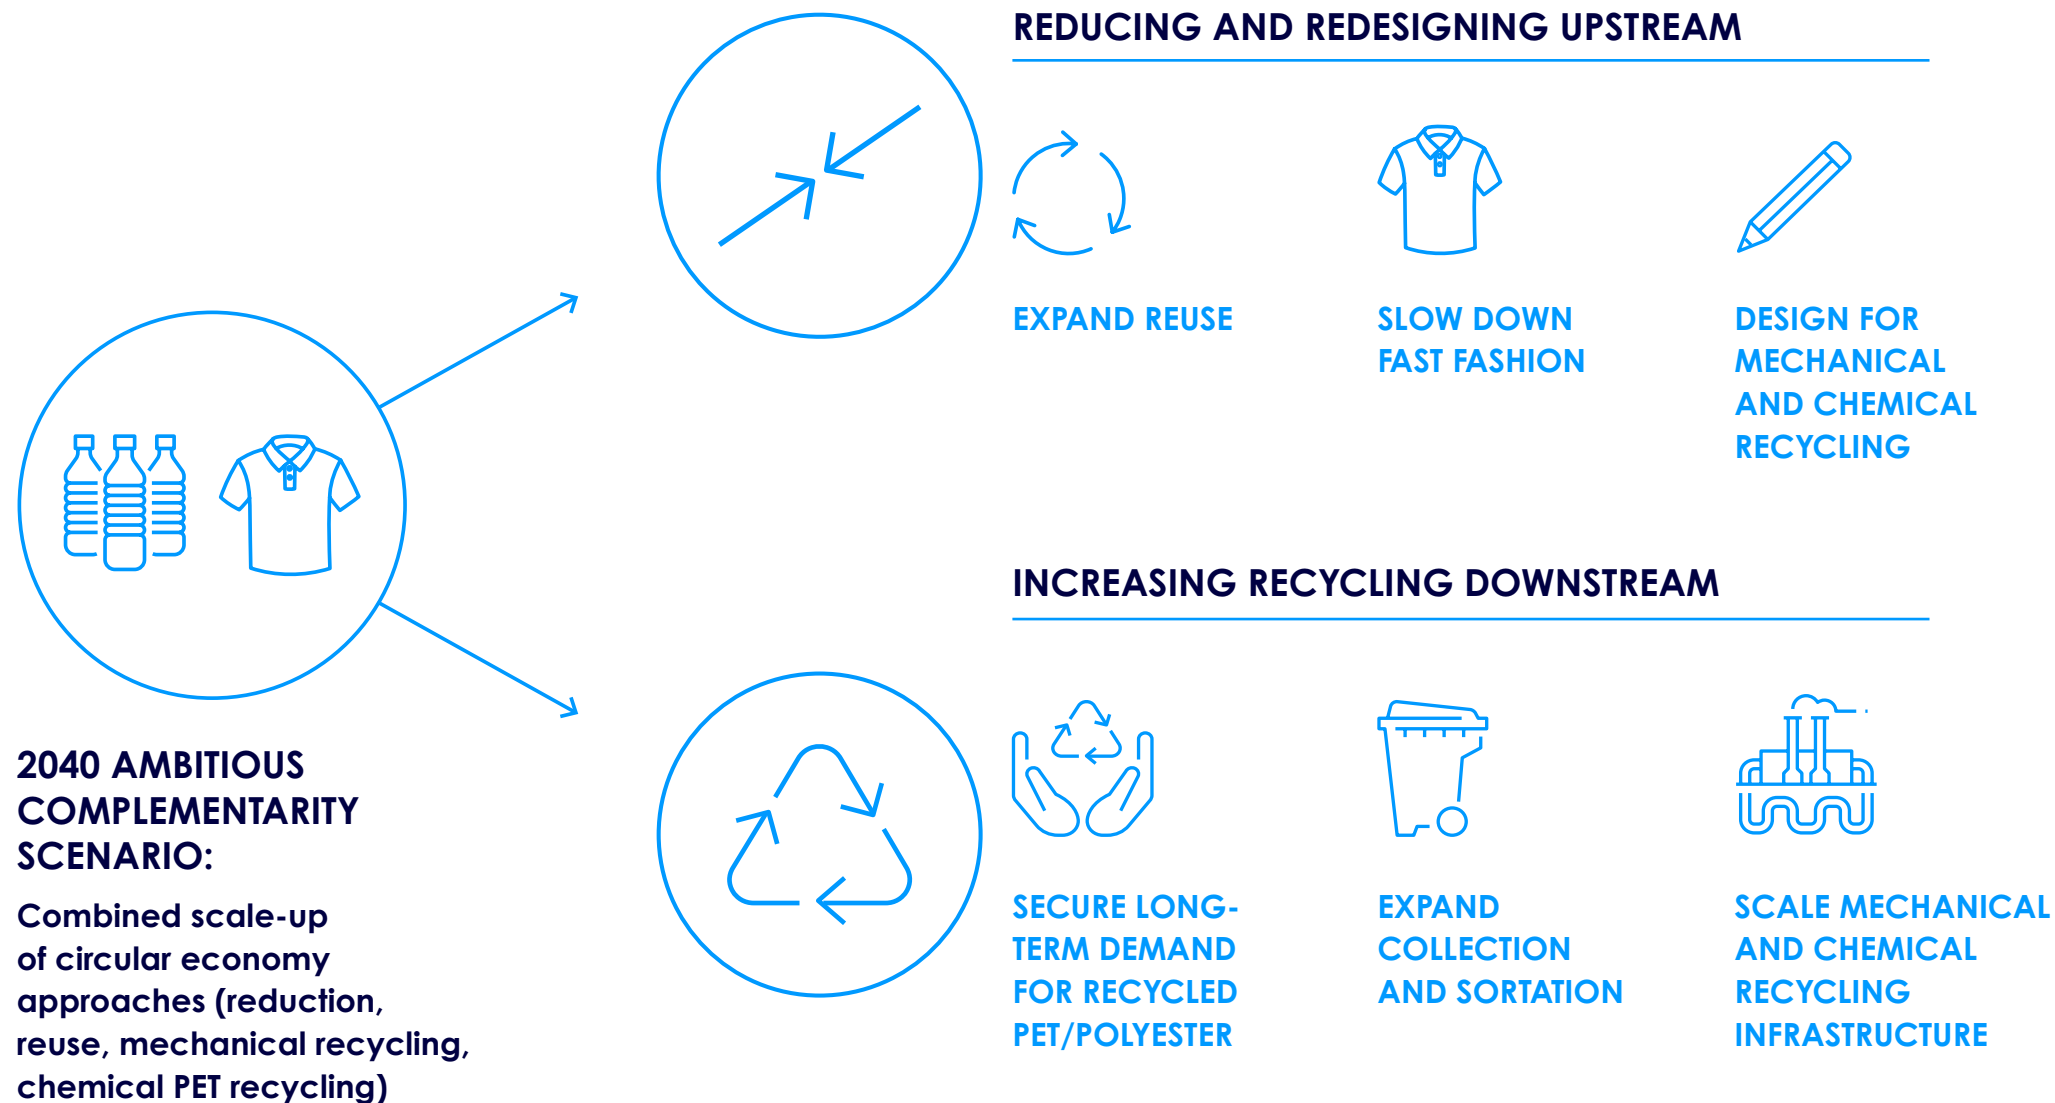 REDUCING AND REDESIGNING UPSTREAM
EXPAND REUSE
SLOW DOWN
FAST FASHION
DESIGN FOR
MECHANICAL
AND CHEMICAL
RECYCLING
2040 AMBITIOUS
COMPLEMENTARITY
SCENARIO:
Combined scale-up
of circular economy
approaches (reduction,
reuse, mechanical recycling,
chemical PET recycling)
INCREASING RECYCLING DOWNSTREAM
SECURE LONG-
TERM DEMAND
FOR RECYCLED
PET/POLYESTER
EXPAND
COLLECTION
AND SORTATION
SCALE MECHANICAL
AND CHEMICAL
RECYCLING
INFRASTRUCTURE